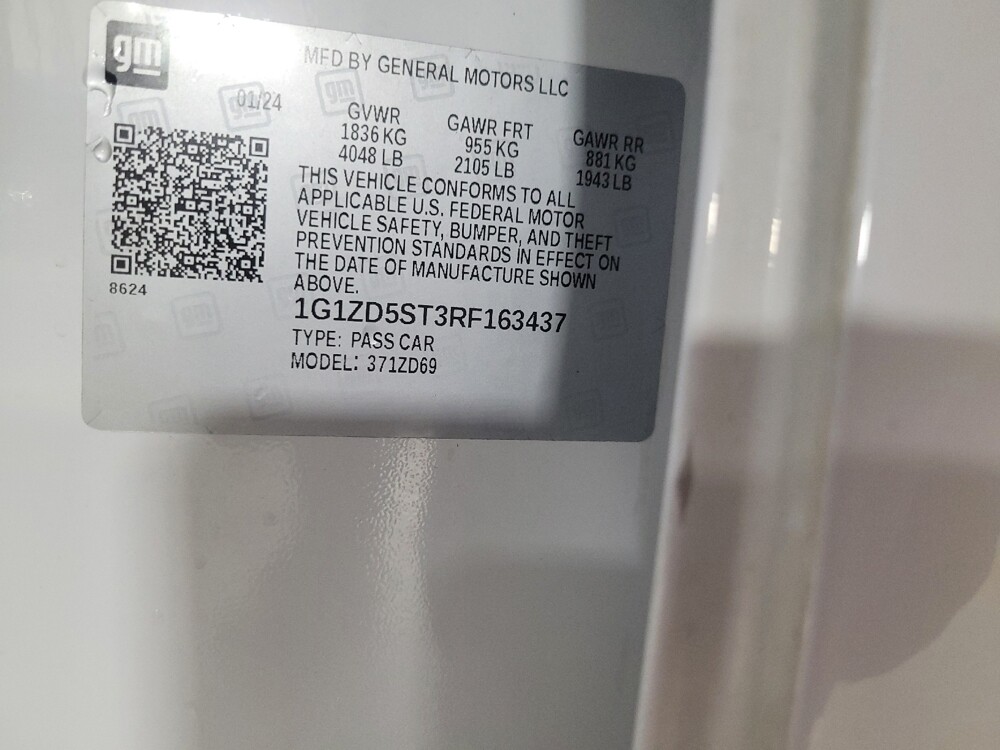 gm
MFD BY GENERAL MOTORS LLC
01/24
GVWR GAWR FRT GAWR RR
1836 KG 955 KG 881 KG
4048 LB 2105 LB 1943 LB
THIS VEHICLE CONFORMS TO ALL
APPLICABLE U.S. FEDERAL MOTOR
VEHICLE SAFETY, BUMPER, AND THEFT
PREVENTION STANDARDS IN EFFECT ON
THE DATE OF MANUFACTURE SHOWN
ABOVE.
8624
1G1ZD5ST3RF163437
TYPE: PASS CAR
MODEL: 371ZD69